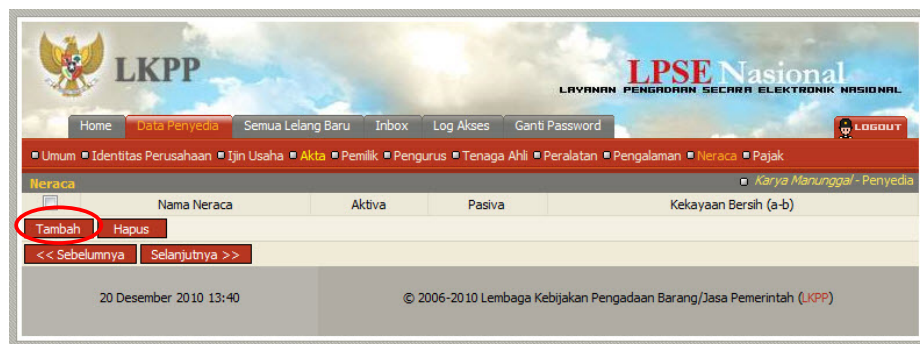 LKPP
LPSE Nasional
LAYANAN PENGADAAN SECARA ELEKTRONIK NASIONAL
Home Data Penyedia Semua Lelang Baru Inbox Log Akses Ganti Password LOGOUT
Umum Identitas Perusahaan Ijin Usaha Akta Pemilik Pengurus Tenaga Ahli Peralatan Pengalaman Neraca Pajak
Neraca Karya Manunggal - Penyedia
Nama Neraca Aktiva Pasiva Kekayaan Bersih (a-b)
Tambah Hapus
<< Sebelumnya Selanjutnya >>
20 Desember 2010 13:40 © 2006-2010 Lembaga Kebijakan Pengadaan Barang/Jasa Pemerintah (LKPP)